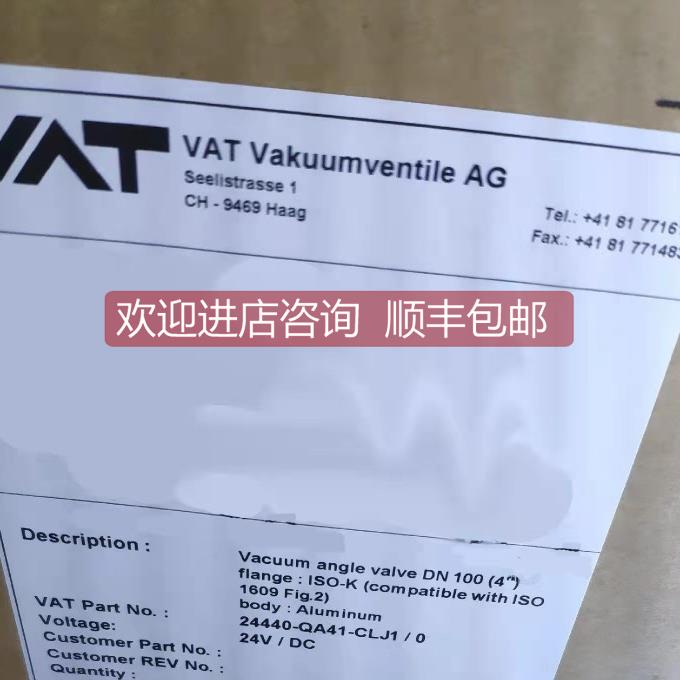 VAT
VAT Vakuumventile AG
Seelistrasse 1
CH - 9469 Haag
Tel.: +41 81 7716
Fax.: +41 81 771483
欢迎进店咨询 顺丰包邮
Description :
Vacuum angle valve DN 100 (4")
flange : ISO-K (compatible with ISO
1609 Fig.2)
body : Aluminum
VAT Part No. : 24440-QA41-CLJ1 / 0
Voltage: 24V / DC
Customer Part No. :
Customer REV No. :
Quantity :